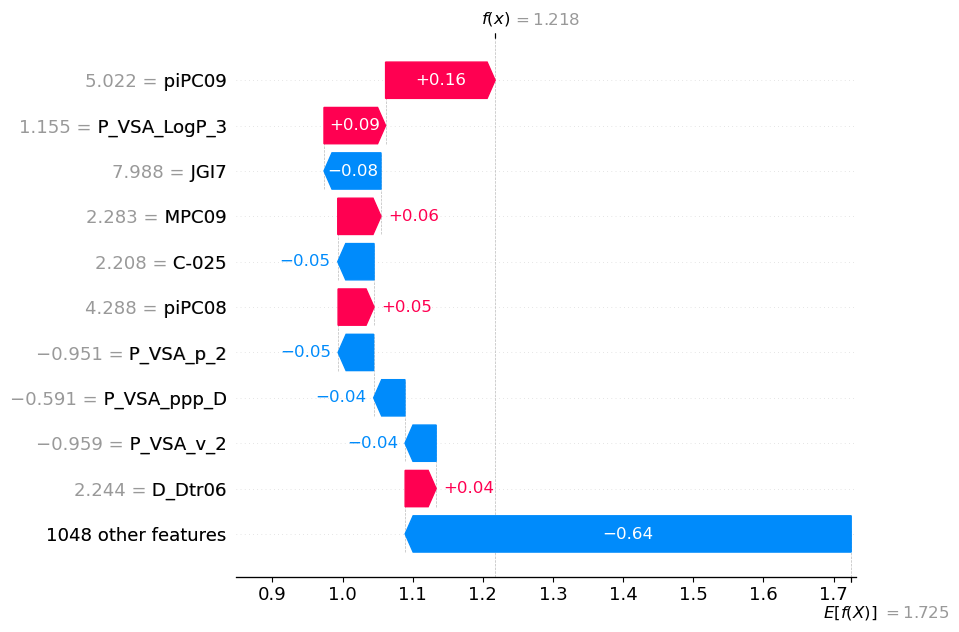 f(x) = 1.218
5.022 = piPC09 +0.16
1.155 = P_VSA_LogP_3 +0.09
7.988 = JGI7 −0.08
2.283 = MPC09 +0.06
2.208 = C-025 −0.05
4.288 = piPC08 +0.05
−0.951 = P_VSA_p_2 −0.05
−0.591 = P_VSA_ppp_D −0.04
−0.959 = P_VSA_v_2 −0.04
2.244 = D_Dtr06 +0.04
1048 other features −0.64
0.9 1.0 1.1 1.2 1.3 1.4 1.5 1.6 1.7
E[f(X)] = 1.725